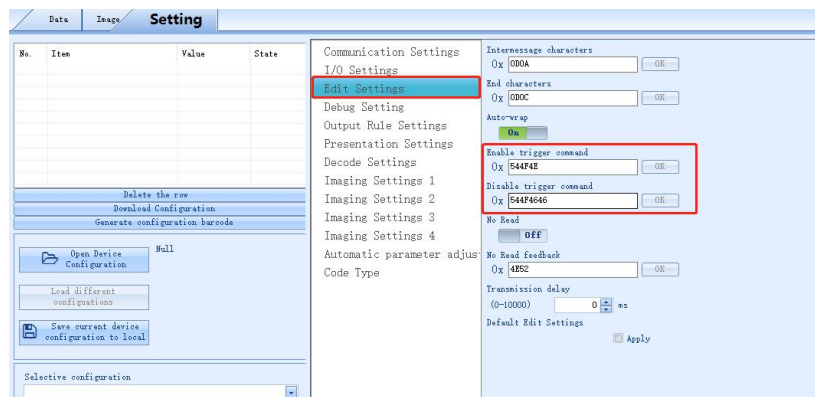 Data Image Setting
No. Item Value State
Delete the row
Download Configuration
Generate configuration barcode
Open Device
Configuration
Null
Load different
configuations
Save current device
configuration to local
Selective configuration
Communication Settings
I/O Settings
Edit Settings
Debug Setting
Output Rule Settings
Presentation Settings
Decode Settings
Imaging Settings 1
Imaging Settings 2
Imaging Settings 3
Imaging Settings 4
Automatic parameter adjus
Code Type
Intermessage characters
0x 0D0A OK
End characters
0x 0D0C OK
Auto-wrap
On
Enable trigger command
0x 544F4E OK
Disable trigger command
0x 544F4646 OK
No Read
Off
No Read feedback
0x 4E52 OK
Transmission delay
(0-10000) 0 ms
Default Edit Settings
Apply